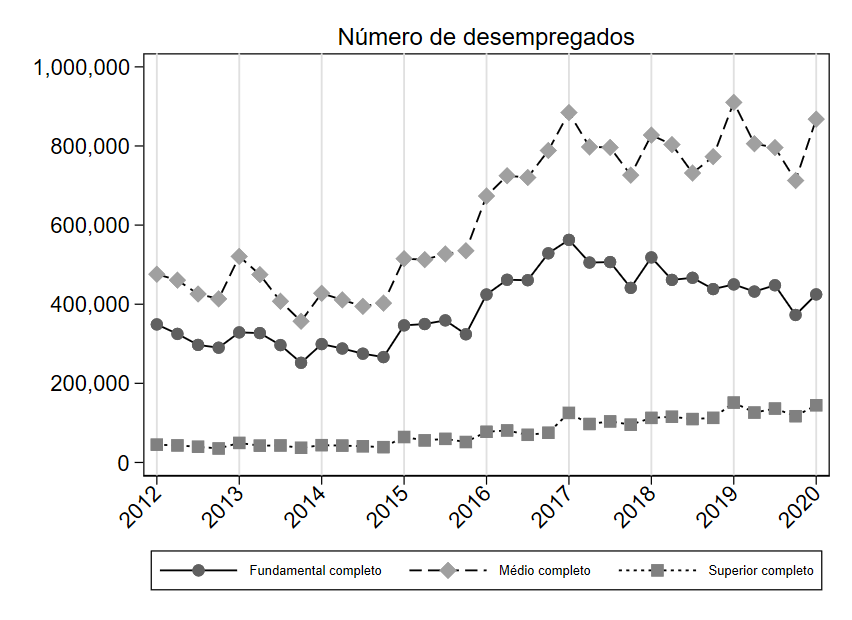 Número de desempregados
1,000,000
800,000
600,000
400,000
200,000
0
2012 2013 2014 2015 2016 2017 2018 2019 2020
Fundamental completo Médio completo Superior completo